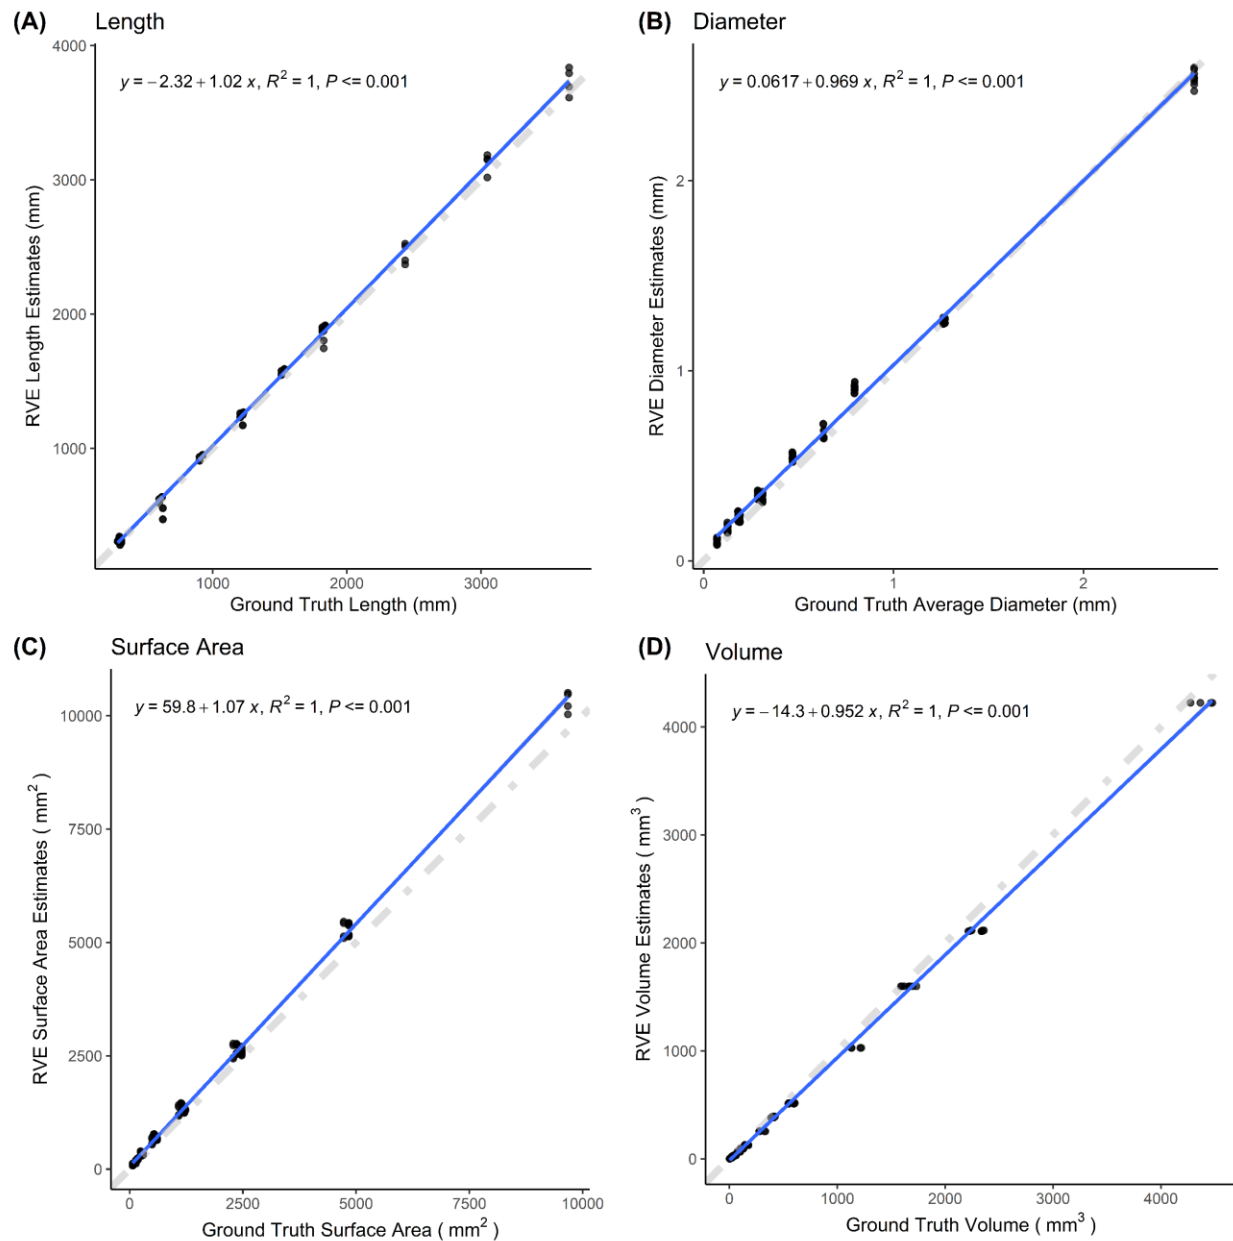 (A) Length
y = −2.32 + 1.02 x, R² = 1, P <= 0.001
RVE Length Estimates (mm)
4000
3000
2000
1000
1000 2000 3000
Ground Truth Length (mm)
(B) Diameter
y = 0.0617 + 0.969 x, R² = 1, P <= 0.001
RVE Diameter Estimates (mm)
2
1
0
0 1 2
Ground Truth Average Diameter (mm)
(C) Surface Area
y = 59.8 + 1.07 x, R² = 1, P <= 0.001
RVE Surface Area Estimates ( mm² )
10000
7500
5000
2500
0
0 2500 5000 7500 10000
Ground Truth Surface Area ( mm² )
(D) Volume
y = −14.3 + 0.952 x, R² = 1, P <= 0.001
RVE Volume Estimates ( mm³ )
4000
3000
2000
1000
0
0 1000 2000 3000 4000
Ground Truth Volume ( mm³ )